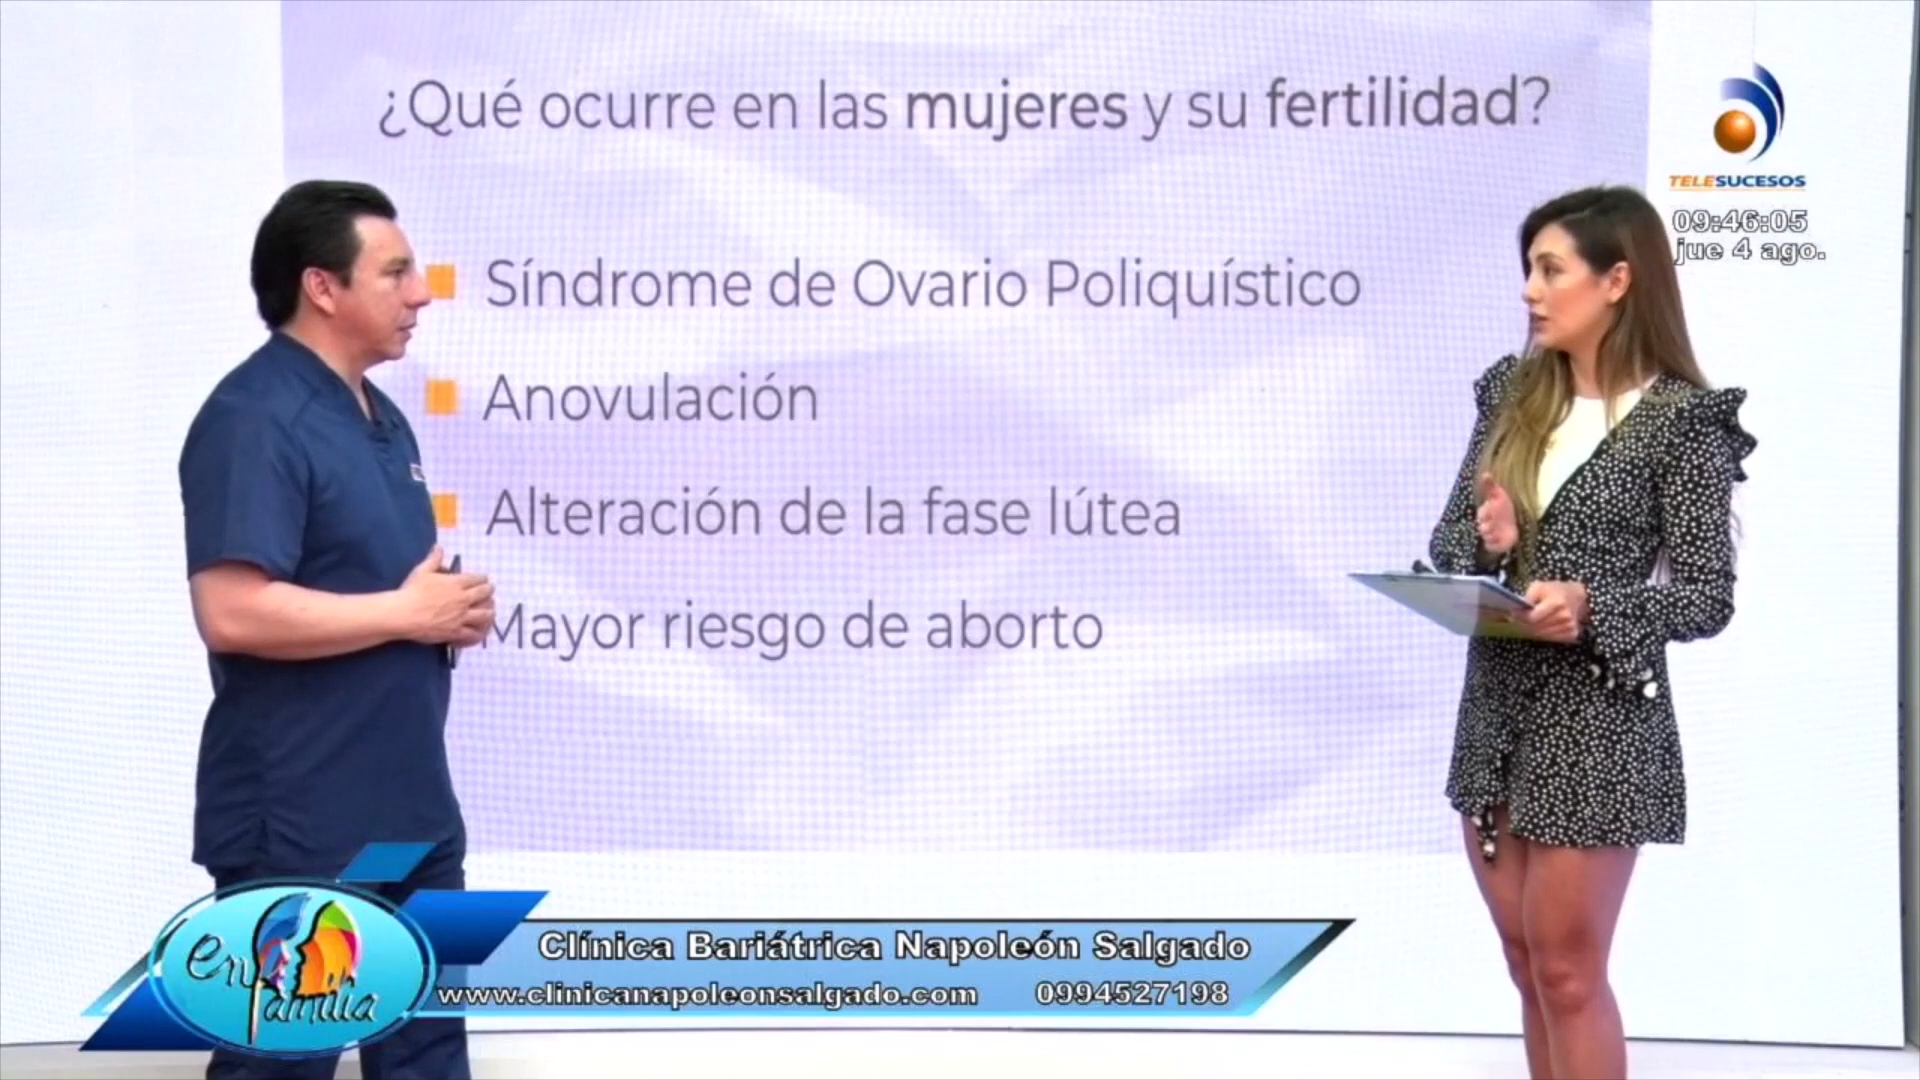 ¿Qué ocurre en las mujeres y su fertilidad?
TELESUCESOS
09:46:05
jue 4 ago.
Síndrome de Ovario Poliquístico
Anovulación
Alteración de la fase lútea
Mayor riesgo de aborto
en familia
Clínica Bariátrica Napoleón Salgado
www.clinicanapoleonsalgado.com 0994527198